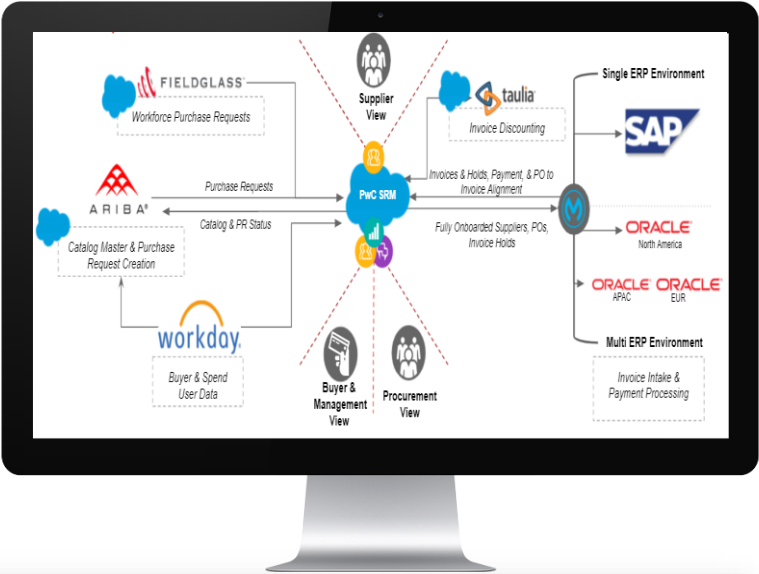 FIELDGLASS
Workforce Purchase Requests
Supplier
View
taulia
Invoice Discounting
Single ERP Environment
SAP
PwC SRM
Invoices & Holds, Payment, & PO to
Invoice Alignment
Purchase Requests
ARIBA®
Catalog & PR Status
Catalog Master & Purchase
Request Creation
Fully Onboarded Suppliers, POs,
Invoice Holds
ORACLE®
North America
ORACLE® ORACLE®
APAC EUR
workday.
Buyer & Spend
User Data
Buyer &
Management
View
Procurement
View
Multi ERP Environment
Invoice Intake &
Payment Processing